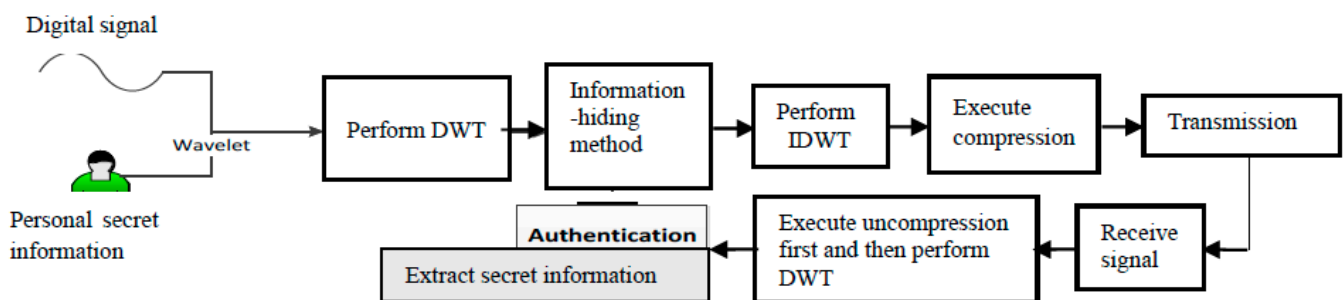 Digital signal
Wavelet
Personal secret
information
Perform DWT
Information
-hiding
method
Perform
IDWT
Execute
compression
Transmission
Receive
signal
Execute uncompression
first and then perform
DWT
Authentication
Extract secret information